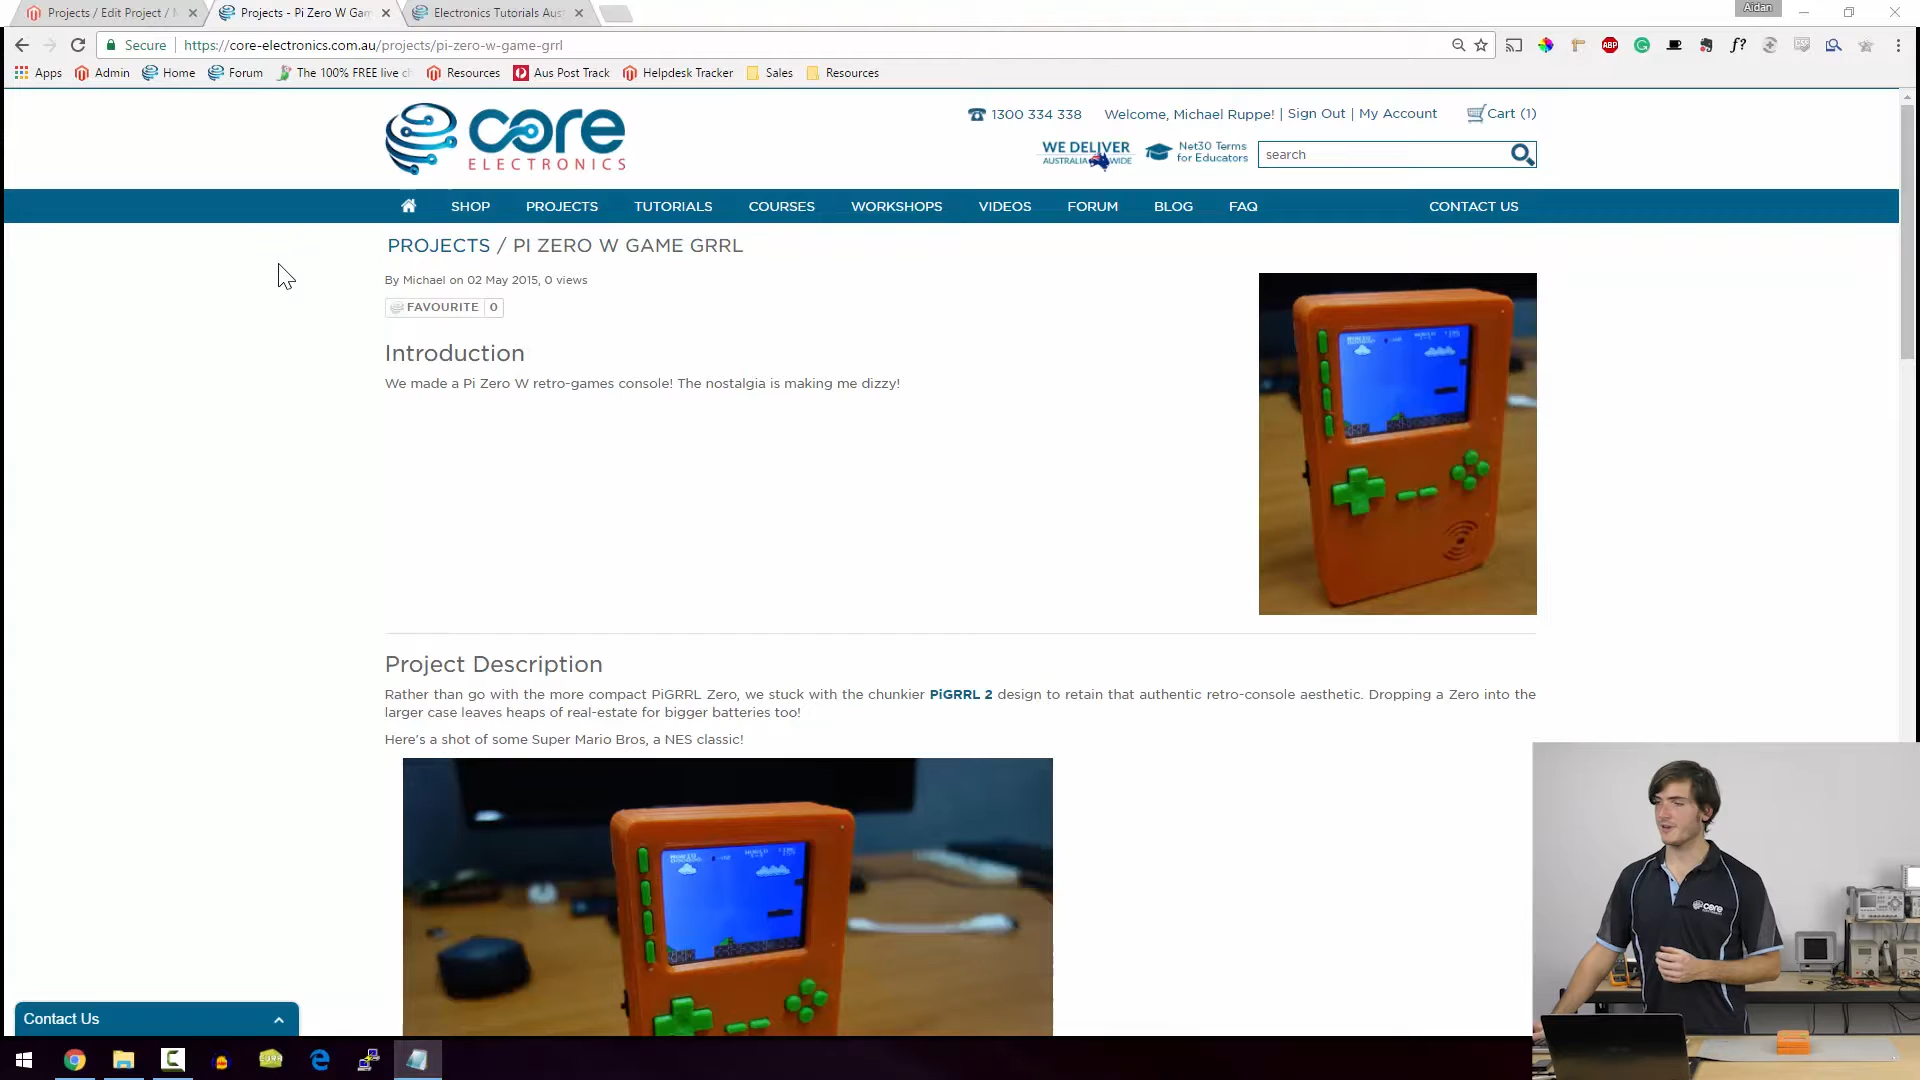 Projects / Edit Project /
Projects - Pi Zero W Gam
Electronics Tutorials Aus
Aidan
Secure
https://core-electronics.com.au/projects/pi-zero-w-game-grrl
ABP
f?
Apps
Admin
Home
Forum
The 100% FREE live c
Resources
Aus Post Track
Helpdesk Tracker
Sales
Resources
core
ELECTRONICS
1300 334 338
Welcome, Michael Ruppe! | Sign Out | My Account
Cart (1)
WE DELIVER
AUSTRALIA WIDE
Net30 Terms
for Educators
search
SHOP
PROJECTS
TUTORIALS
COURSES
WORKSHOPS
VIDEOS
FORUM
BLOG
FAQ
CONTACT US
PROJECTS / PI ZERO W GAME GRRL
By Michael on 02 May 2015, 0 views
FAVOURITE 0
Introduction
We made a Pi Zero W retro-games console! The nostalgia is making me dizzy!
Project Description
Rather than go with the more compact PiGRRL Zero, we stuck with the chunkier PiGRRL 2 design to retain that authentic retro-console aesthetic. Dropping a Zero into the
larger case leaves heaps of real-estate for bigger batteries too!
Here's a shot of some Super Mario Bros, a NES classic!
Contact Us
core